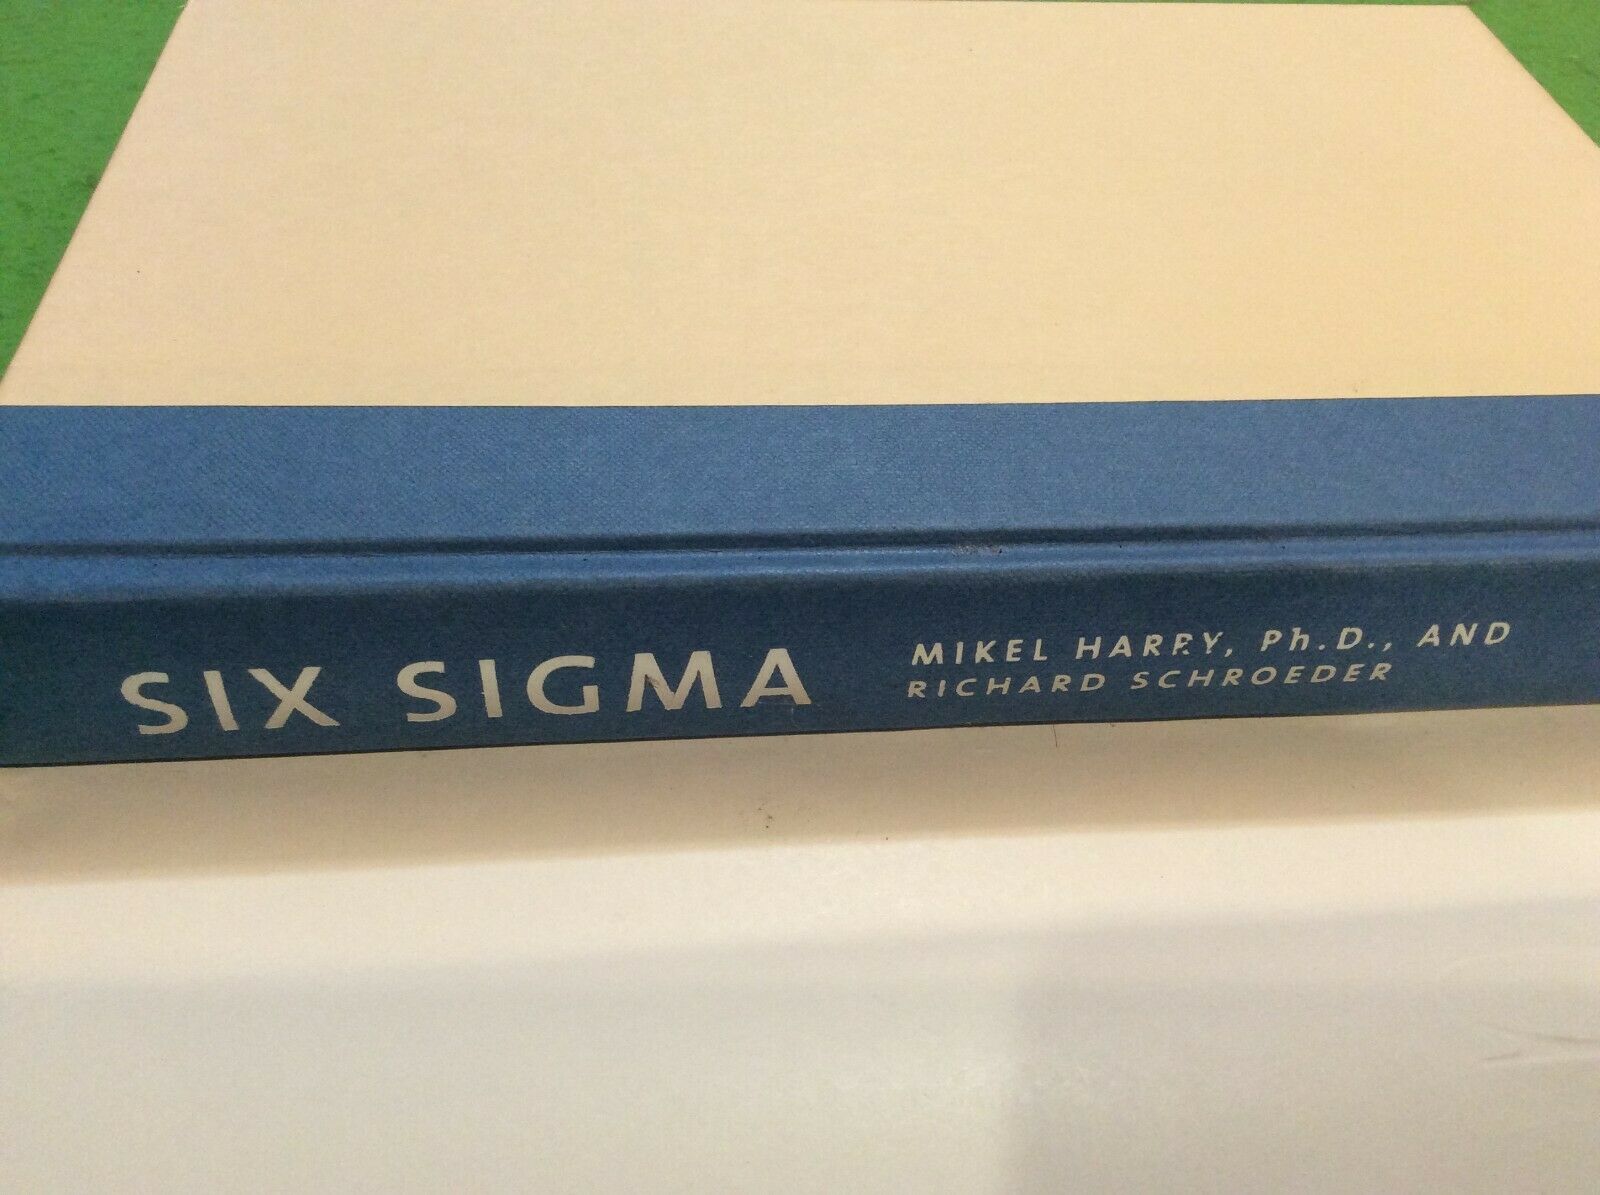 SIX SIGMA
MIKEL HARRY, Ph.D., AND
RICHARD SCHROEDER